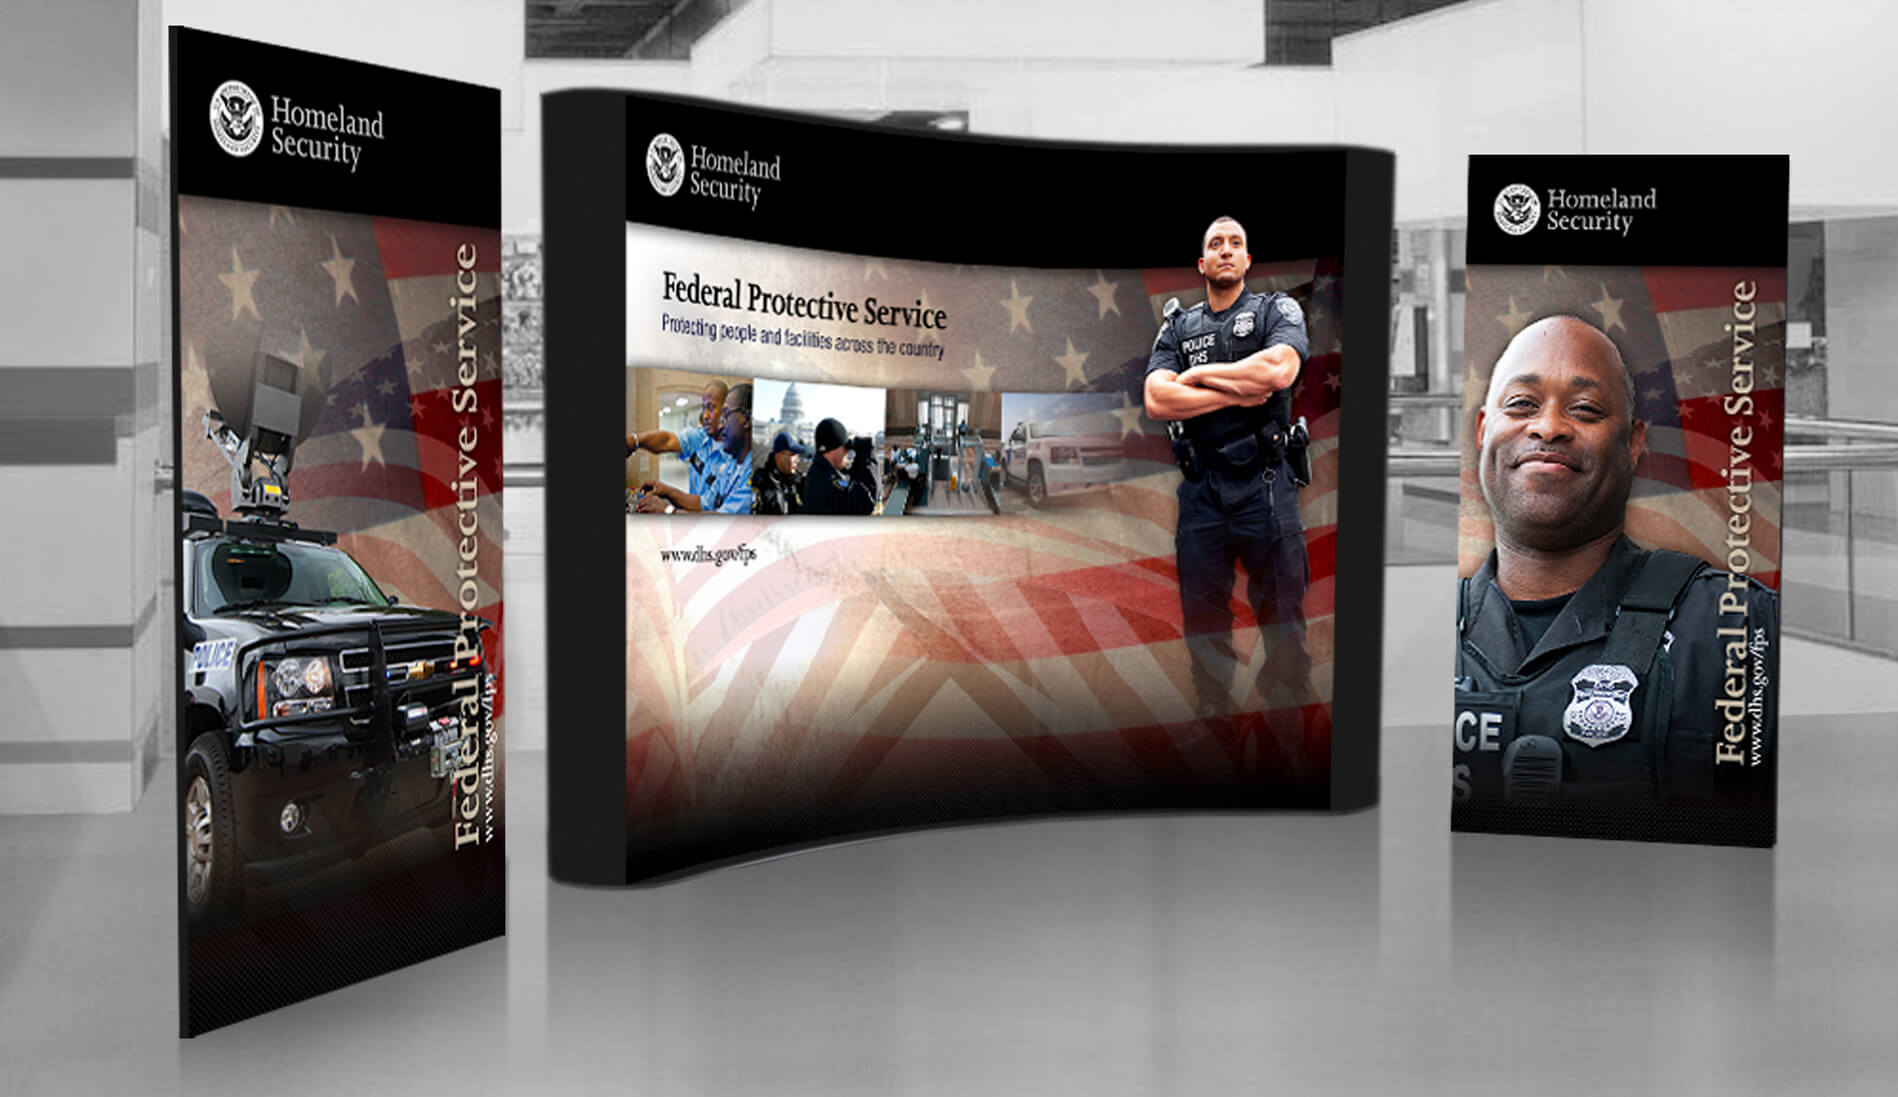 Homeland
Security
POLICE
Federal Protective Service
www.dhs.gov/fps
Homeland
Security
Federal Protective Service
Protecting people and facilities across the country
www.dhs.gov/fps
POLICE
DHS
Homeland
Security
CE
S
Federal Protective Service
www.dhs.gov/fps